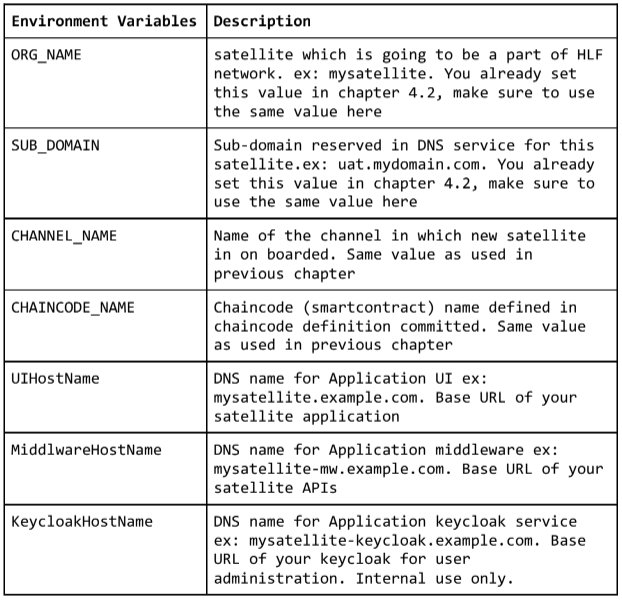 Environment Variables Description
ORG_NAME satellite which is going to be a part of HLF
network. ex: mysatellite. You already set
this value in chapter 4.2, make sure to use
the same value here
SUB_DOMAIN Sub-domain reserved in DNS service for this
satellite.ex: uat.mydomain.com. You already
set this value in chapter 4.2, make sure to
use the same value here
CHANNEL_NAME Name of the channel in which new satellite
in on boarded. Same value as used in
previous chapter
CHAINCODE_NAME Chaincode (smartcontract) name defined in
chaincode definition committed. Same value
as used in previous chapter
UIHostName DNS name for Application UI ex:
mysatellite.example.com. Base URL of your
satellite application
MiddlwareHostName DNS name for Application middleware ex:
mysatellite-mw.example.com. Base URL of your
satellite APIs
KeycloakHostName DNS name for Application keycloak service
ex: mysatellite-keycloak.example.com. Base
URL of your keycloak for user
administration. Internal use only.